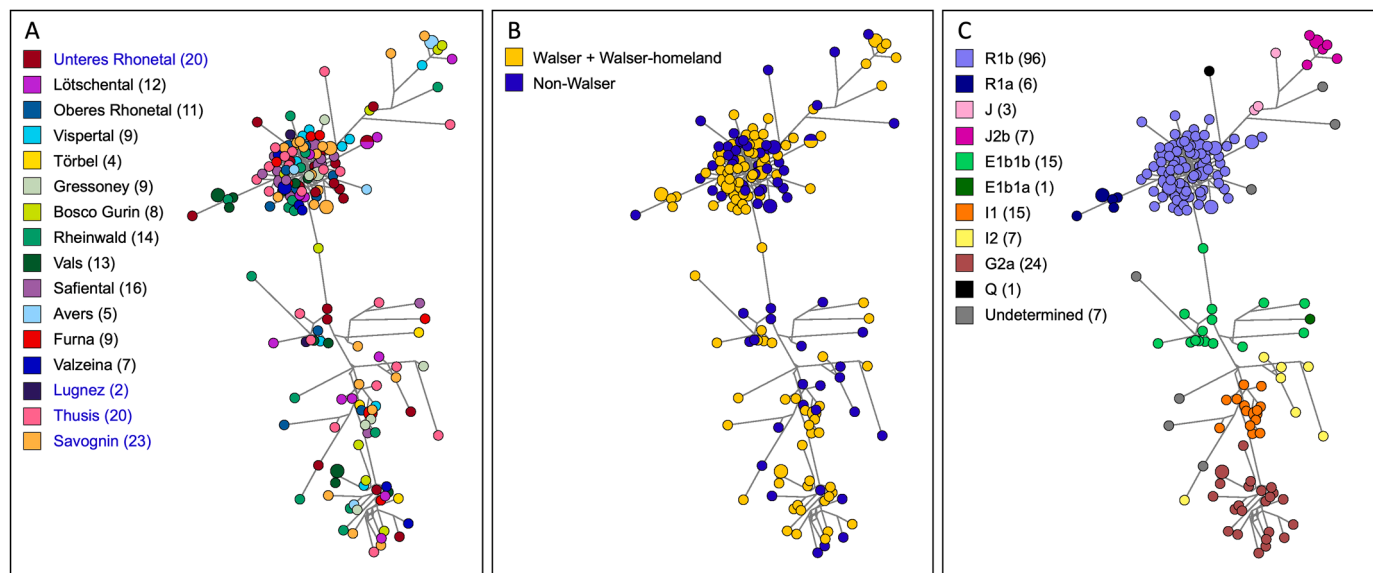 A
Unteres Rhonetal (20)
Lötschental (12)
Oberes Rhonetal (11)
Vispertal (9)
Törbel (4)
Gressoney (9)
Bosco Gurin (8)
Rheinwald (14)
Vals (13)
Safiental (16)
Avers (5)
Furna (9)
Valzeina (7)
Lugnez (2)
Thusis (20)
Savognin (23)
B
Walser + Walser-homeland
Non-Walser
C
R1b (96)
R1a (6)
J (3)
J2b (7)
E1b1b (15)
E1b1a (1)
I1 (15)
I2 (7)
G2a (24)
Q (1)
Undetermined (7)